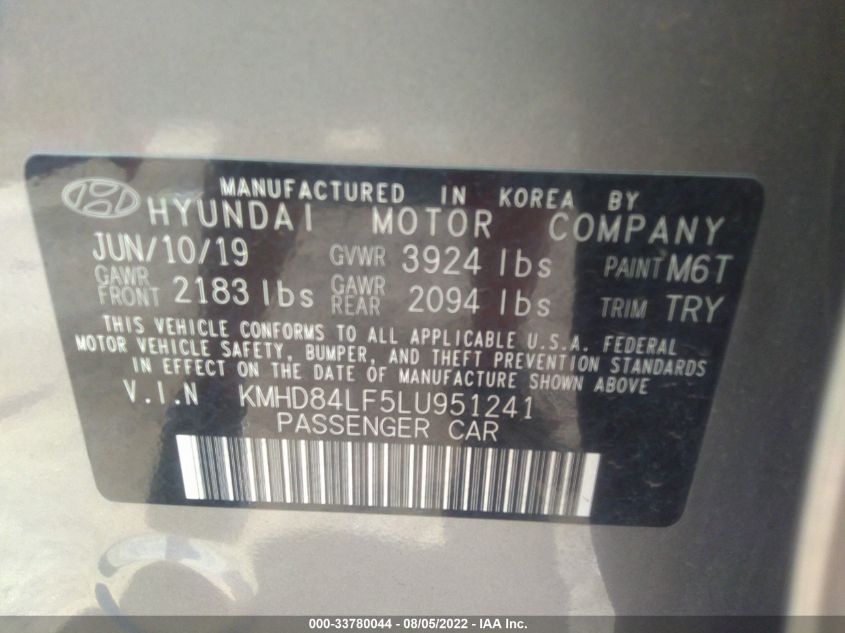 MANUFACTURED IN KOREA BY
HYUNDAI MOTOR COMPANY
JUN/10/19 GVWR 3924 lbs PAINT M6T
GAWR FRONT 2183 lbs GAWR REAR 2094 lbs TRIM TRY
THIS VEHICLE CONFORMS TO ALL APPLICABLE U.S.A. FEDERAL
MOTOR VEHICLE SAFETY, BUMPER, AND THEFT PREVENTION STANDARDS
IN EFFECT ON THE DATE OF MANUFACTURE SHOWN ABOVE
V.I.N KMHD84LF5LU951241
PASSENGER CAR
000-33780044 - 08/05/2022 - IAA Inc.